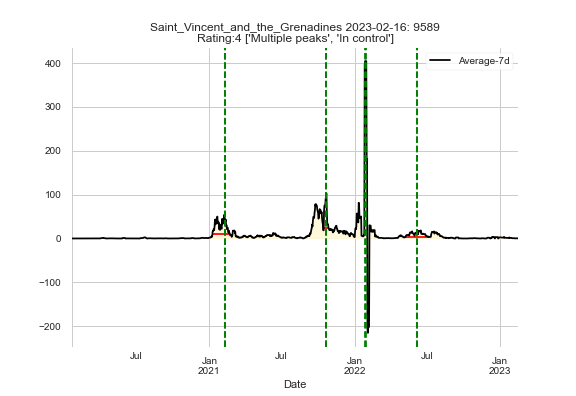 Saint_Vincent_and_the_Grenadines 2023-02-16: 9589
Rating:4 ['Multiple peaks', 'In control']
Average-7d
400
300
200
100
0
−100
−200
Jul
Jan
2021
Jul
Jan
2022
Jul
Jan
2023
Date